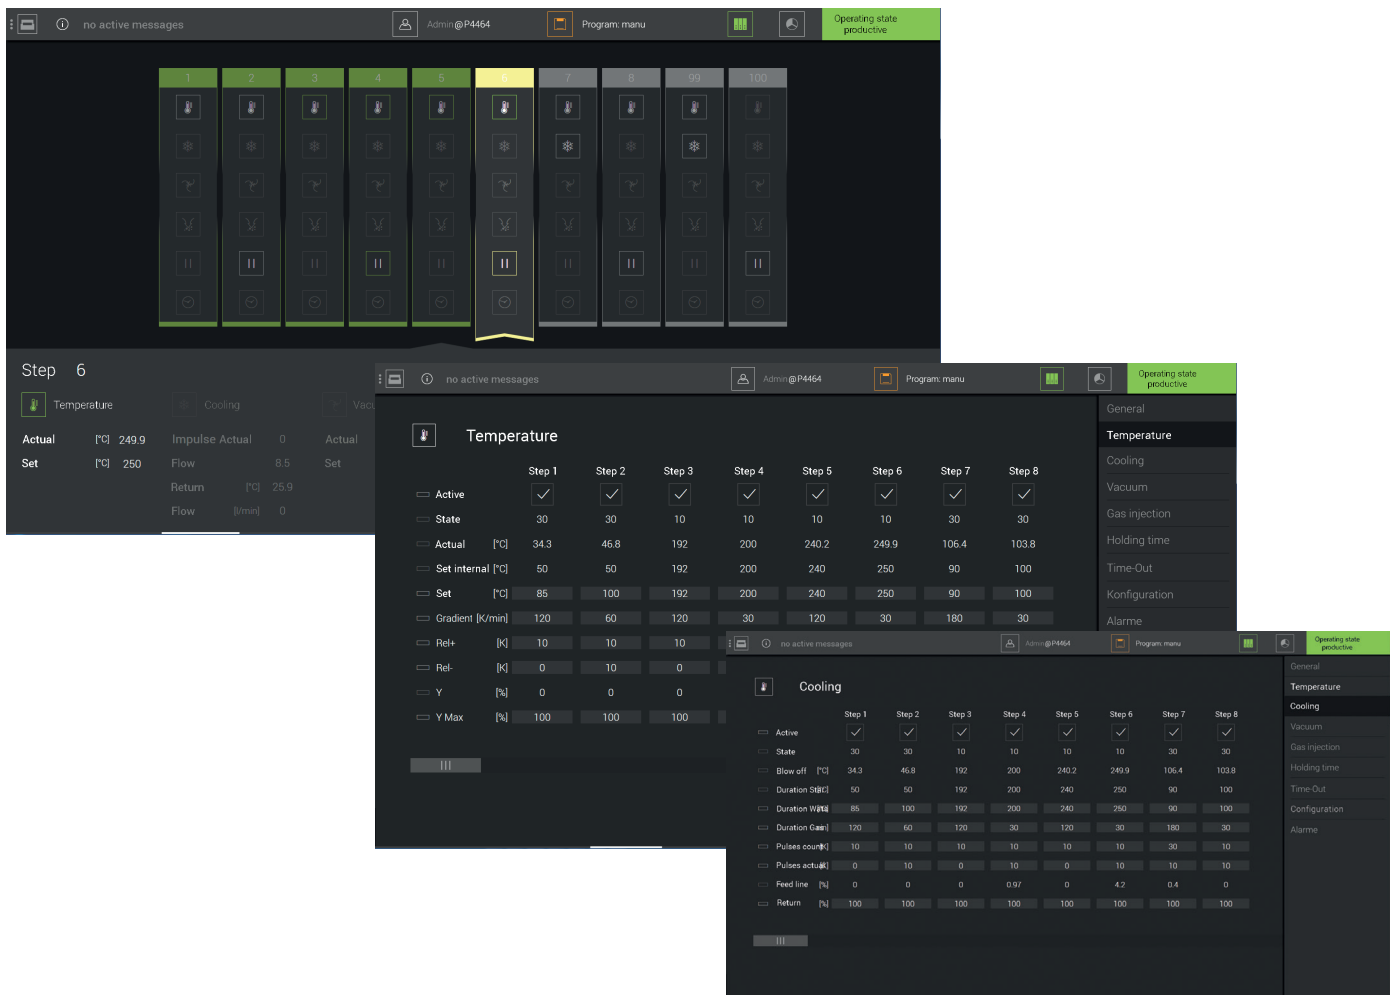 no active messages
Admin@P4464
Program: manu
Operating state
productive
1 2 3 4 5 6 7 8 99 100
Step 6
Temperature Cooling Vacu
Actual [°C] 249.9 Impulse Actual 0 Actual
Set [°C] 250 Flow 8.5 Set
Return [°C] 25.9
Flow [l/min] 0
no active messages
Admin@P4464
Program: manu
Operating state
productive
Temperature
Step 1 Step 2 Step 3 Step 4 Step 5 Step 6 Step 7 Step 8
Active
State 30 30 10 10 10 10 30 30
Actual [°C] 34.3 46.8 192 200 240.2 249.9 106.4 103.8
Set internal [°C] 50 50 192 200 240 250 90 100
Set [°C] 85 100 192 200 240 250 90 100
Gradient [K/min] 120 60 120 30 120 30 180 30
Rel+ [K] 10 10 10
Rel- [K] 0 10 0
Y [%] 0 0 0
Y Max [%] 100 100 100
General
Temperature
Cooling
Vacuum
Gas injection
Holding time
Time-Out
Konfiguration
Alarme
no active messages
Admin@P4464
Program: manu
Operating state
productive
Cooling
Step 1 Step 2 Step 3 Step 4 Step 5 Step 6 Step 7 Step 8
Active
State 30 30 10 10 10 10 30 30
Blow off [°C] 34.3 46.8 192 200 240.2 249.9 106.4 103.8
Duration 50 50 192 200 240 250 90 100
Duration 85 100 192 200 240 250 90 100
Duration 120 60 120 30 120 30 180 30
Pulses count 10 10 10 10 10 10 30 10
Pulses actual 0 10 0 10 0 10 10 10
Feed line [%] 0 0 0 0.97 0 4.2 0.4 0
Return [%] 100 100 100 100 100 100 100 100
General
Temperature
Cooling
Vacuum
Gas injection
Holding time
Time-Out
Configuration
Alarme